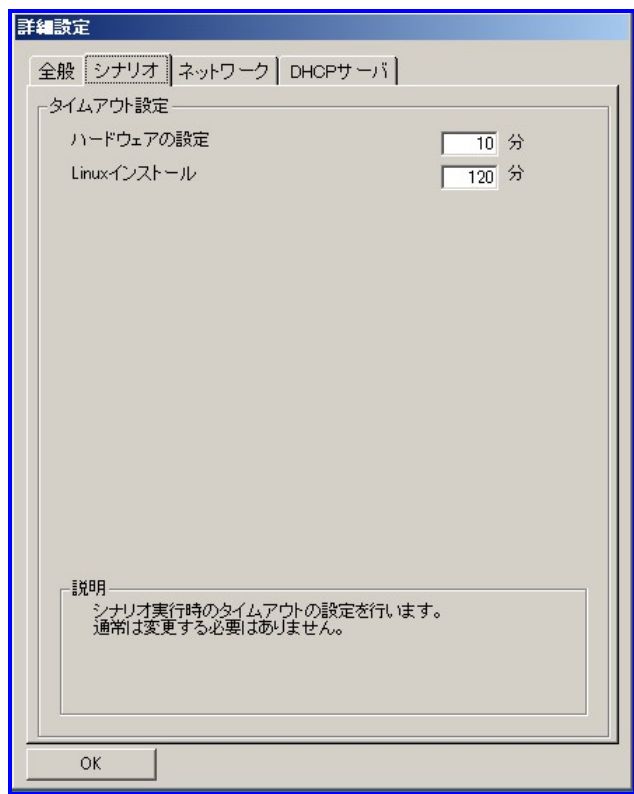 詳細設定
全般 シナリオ ネットワーク DHCPサーバ
タイムアウト設定
ハードウェアの設定 10 分
Linuxインストール 120 分
説明
シナリオ実行時のタイムアウトの設定を行います。
通常は変更する必要はありません。
OK